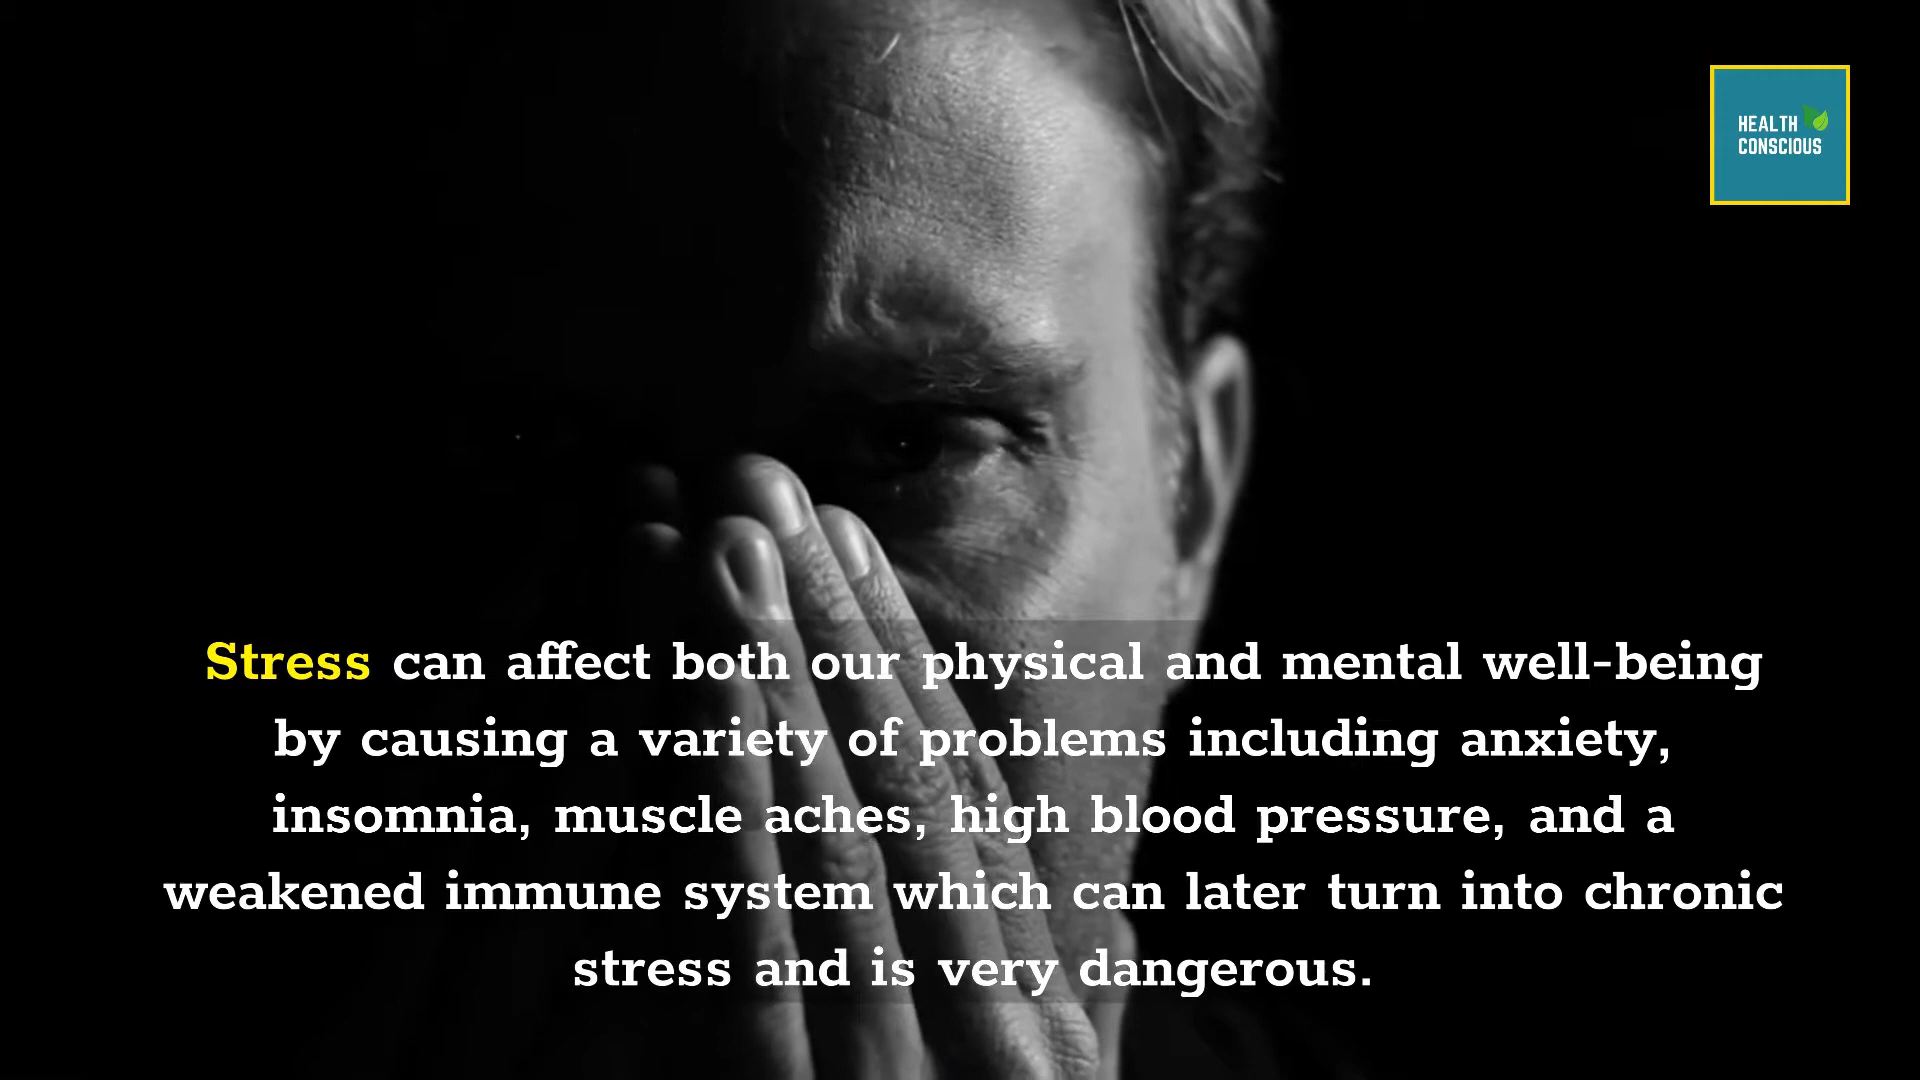 HEALTH
CONSCIOUS
Stress can affect both our physical and mental well-being
by causing a variety of problems including anxiety,
insomnia, muscle aches, high blood pressure, and a
weakened immune system which can later turn into chronic
stress and is very dangerous.